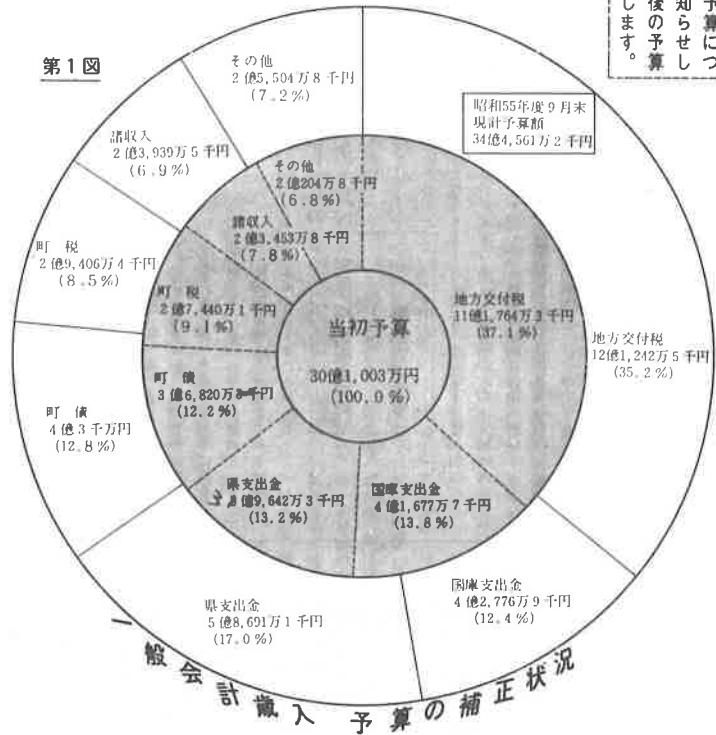 第1図
予算につ
知らせし
後の予算
します。
昭和55年度9月末
現計予算額
34億4,561万2千円
その他
2億5,504万8千円
(7.2%)
諸収入
2億3,939万5千円
(6.9%)
町税
2億9,406万4千円
(8.5%)
町債
4億3千万円
(12.8%)
県支出金
5億8,691万1千円
(17.0%)
国庫支出金
4億2,776万9千円
(12.4%)
地方交付税
12億1,242万5千円
(35.2%)
その他
2億204万8千円
(6.8%)
諸収入
2億3,453万8千円
(7.8%)
町税
2億7,440万1千円
(9.1%)
町債
3億6,820万3千円
(12.2%)
県支出金
億9,642万3千円
(13.2%)
国庫支出金
4億1,677万7千円
(13.8%)
地方交付税
11億1,764万3千円
(37.1%)
当初予算
30億1,003万円
(100.0%)
一般会計歳入予算の補正状況